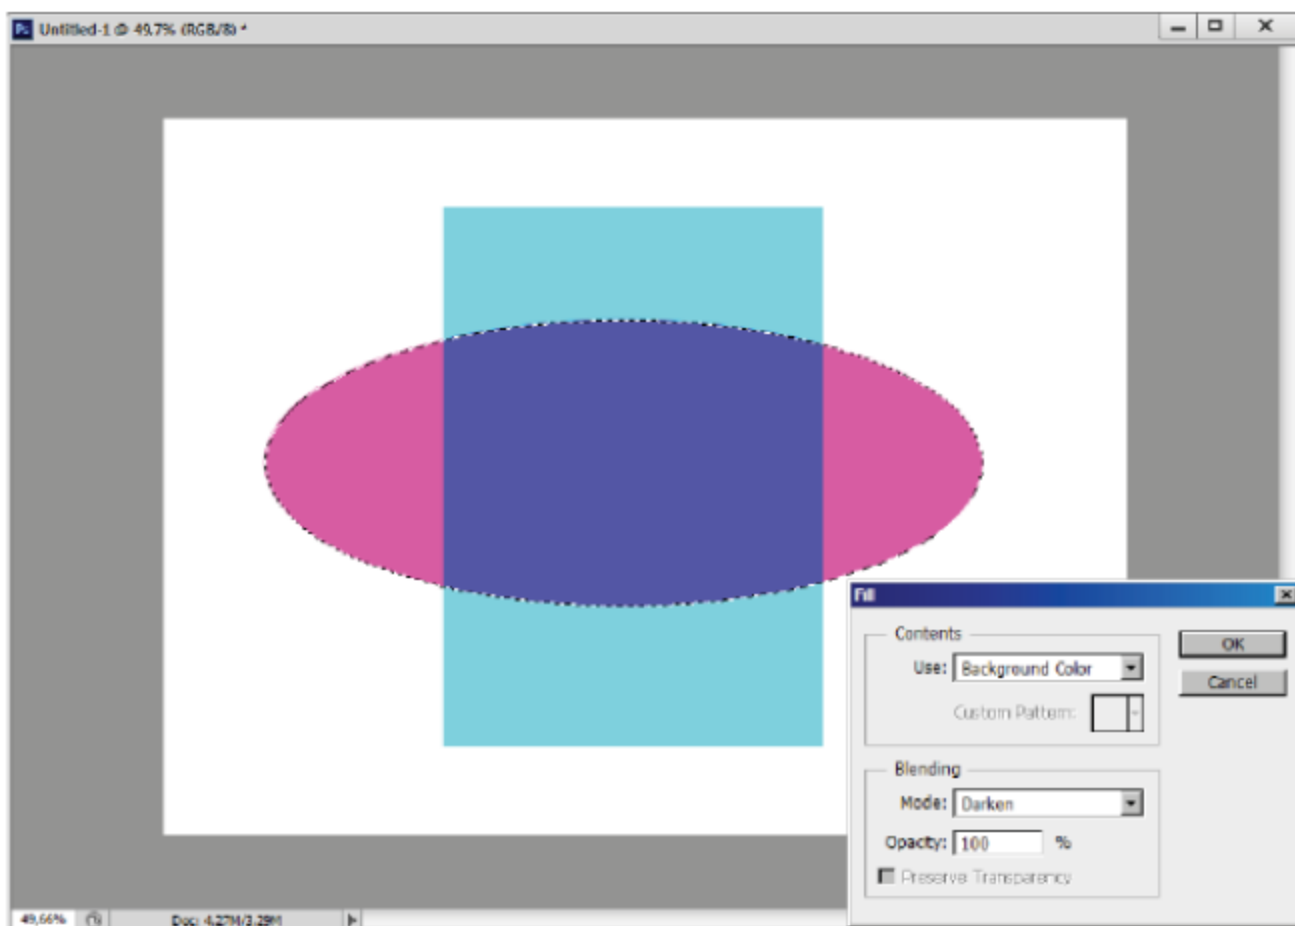 Ps Untitled-1 @ 49,7% (RGB/8) *
Fill
Contents
OK
Use: Background Color
Cancel
Custom Pattern:
Blending
Mode: Darken
Opacity: 100 %
Preserve Transparency
49,66% Doc: 4.27M/3.29M